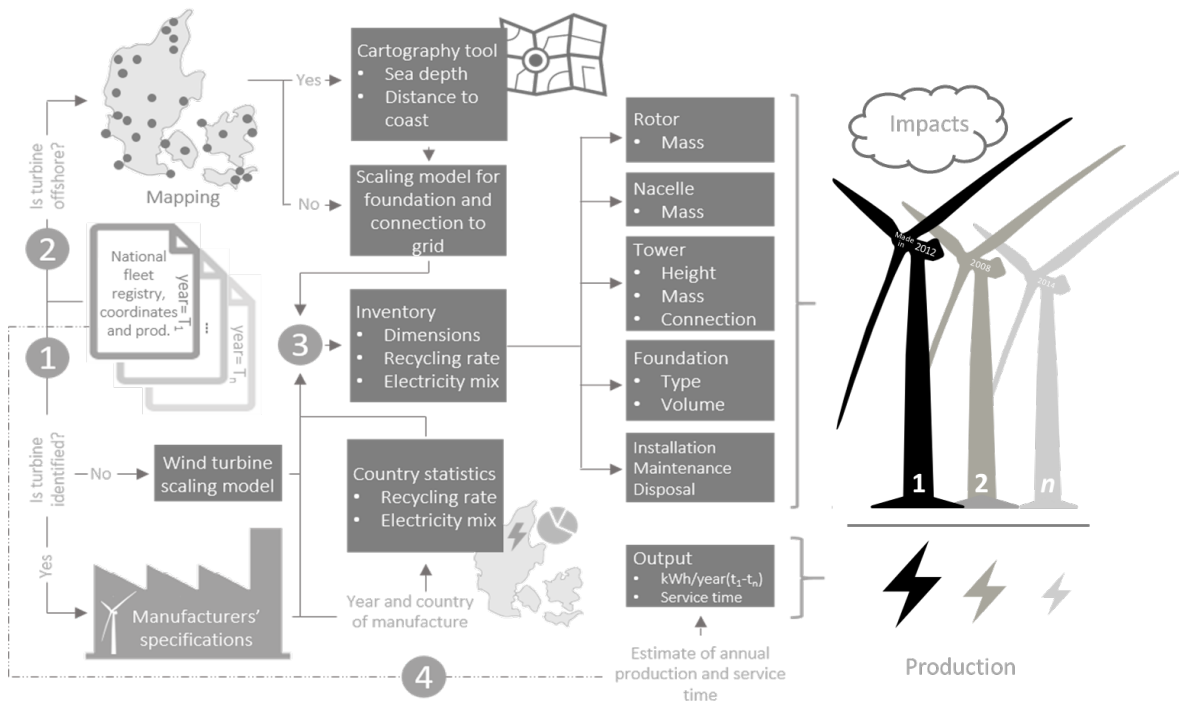 Is turbine
offshore?
2
Mapping
Yes
No
Cartography tool
• Sea depth
• Distance to
coast
Scaling model for
foundation and
connection to
grid
National
fleet
registry,
coordinates
and prod.
year= T1
...
year= Tn
1
3
Inventory
• Dimensions
• Recycling rate
• Electricity mix
Is turbine
identified?
No
Wind turbine
scaling model
Yes
Manufacturers'
specifications
Country statistics
• Recycling rate
• Electricity mix
Year and country
of manufacture
4
Rotor
• Mass
Nacelle
• Mass
Tower
• Height
• Mass
• Connection
Foundation
• Type
• Volume
Installation
Maintenance
Disposal
Output
• kWh/year(t1-tn)
• Service time
Estimate of annual
production and service
time
Impacts
Made
in
2012
2008
2014
1
2
n
Production